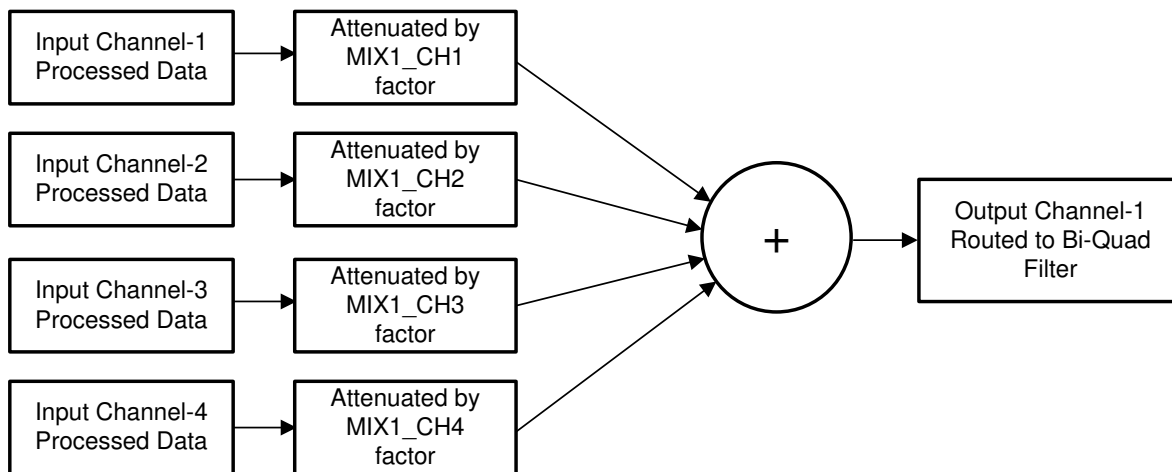 Input Channel-1
Processed Data
Attenuated by
MIX1_CH1
factor
Input Channel-2
Processed Data
Attenuated by
MIX1_CH2
factor
Input Channel-3
Processed Data
Attenuated by
MIX1_CH3
factor
Input Channel-4
Processed Data
Attenuated by
MIX1_CH4
factor
+
Output Channel-1
Routed to Bi-Quad
Filter